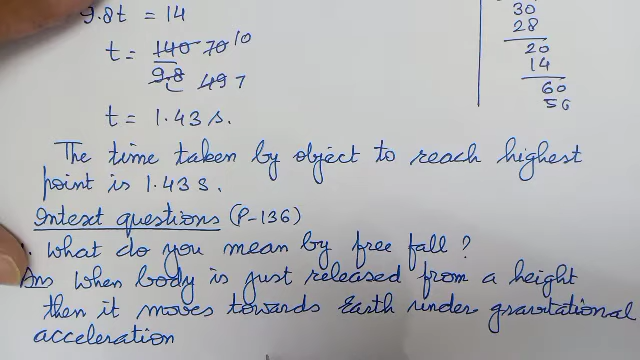 9.8t = 14
t = 140 70 10
9.8 49 7
t = 1.43 s.
30
28
20
14
60
56
The time taken by object to reach highest
point is 1.43 s.
Intext questions (P-136)
What do you mean by free fall ?
Ans When body is just released from a height
then it moves towards Earth under gravitational
acceleration